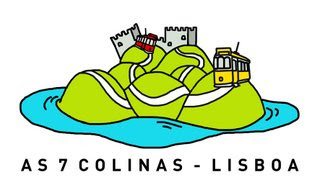 AS 7 COLINAS - LISBOA